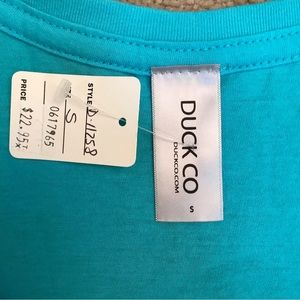 STYLE D-11258
S
0617965
PRICE $22.95+x
DUCK CO
DUCKCO.COM
S